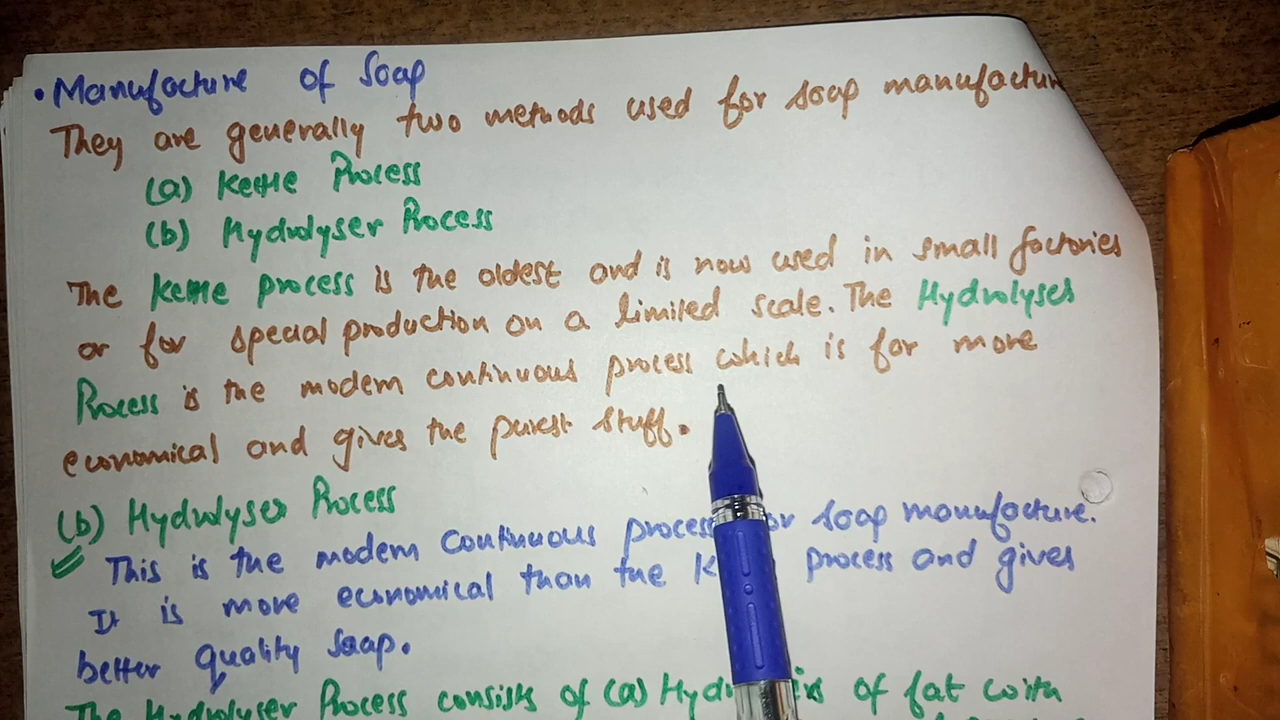 • Manufacture of Soap
They are generally two methods used for soap manufactur
(a) Kettle Process
(b) Hydrolyser Process
The Kettle process is the oldest and is now used in small factories
or for special production on a limited scale. The Hydrolyser
Process is the modern continuous process which is far more
economical and gives the purest stuff.
(b) Hydrolyser Process
This is the modern continuous process or soap manufacture.
It is more economical than the K process and gives
better quality soap.
The Hydrolyser Process consists of (a) Hydr is of fat with